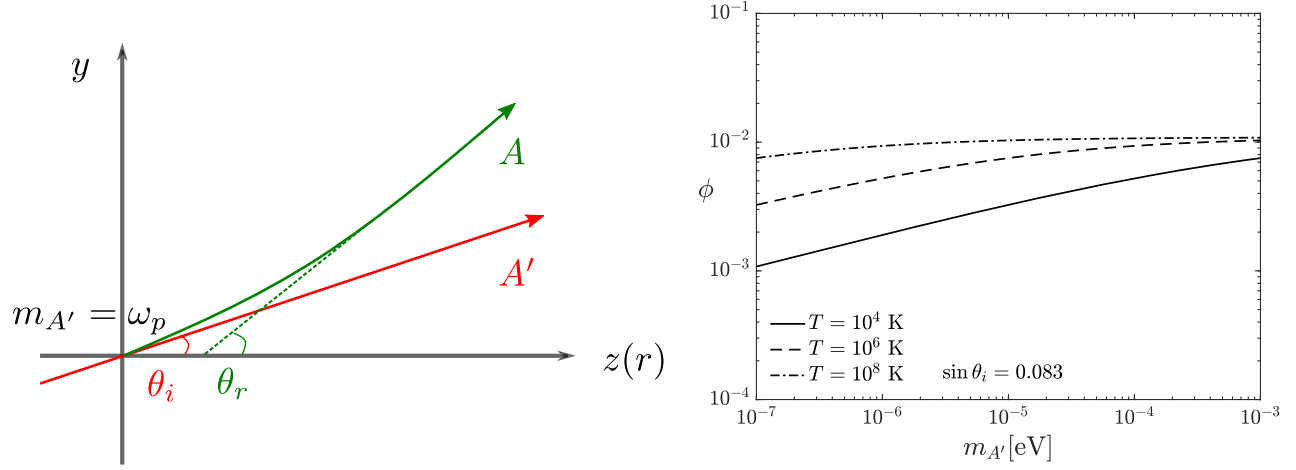 y
A
A′
m_{A′} = ω_p
z(r)
θ_i
θ_r
10^{-1}
10^{-2}
ϕ
10^{-3}
10^{-4}
T = 10^4 K
T = 10^6 K
T = 10^8 K
sin θ_i = 0.083
10^{-7}
10^{-6}
10^{-5}
10^{-4}
10^{-3}
m_{A′}[eV]